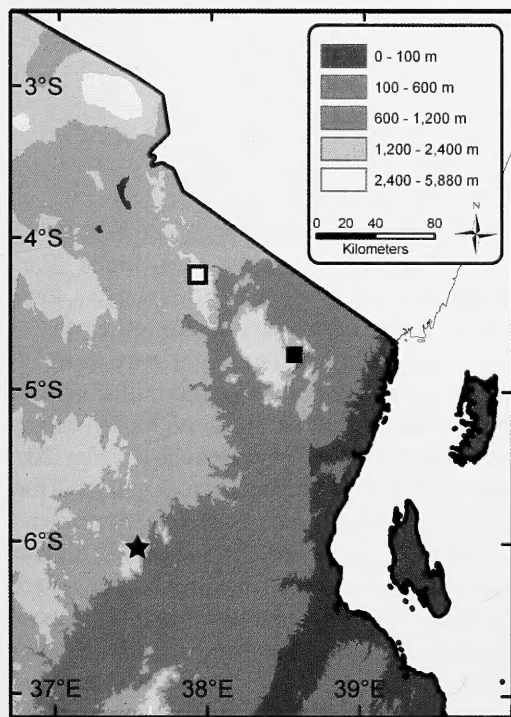 3°S
4°S
5°S
6°S
37°E 38°E 39°E
0 - 100 m
100 - 600 m
600 - 1,200 m
1,200 - 2,400 m
2,400 - 5,880 m
0 20 40 80
Kilometers
N